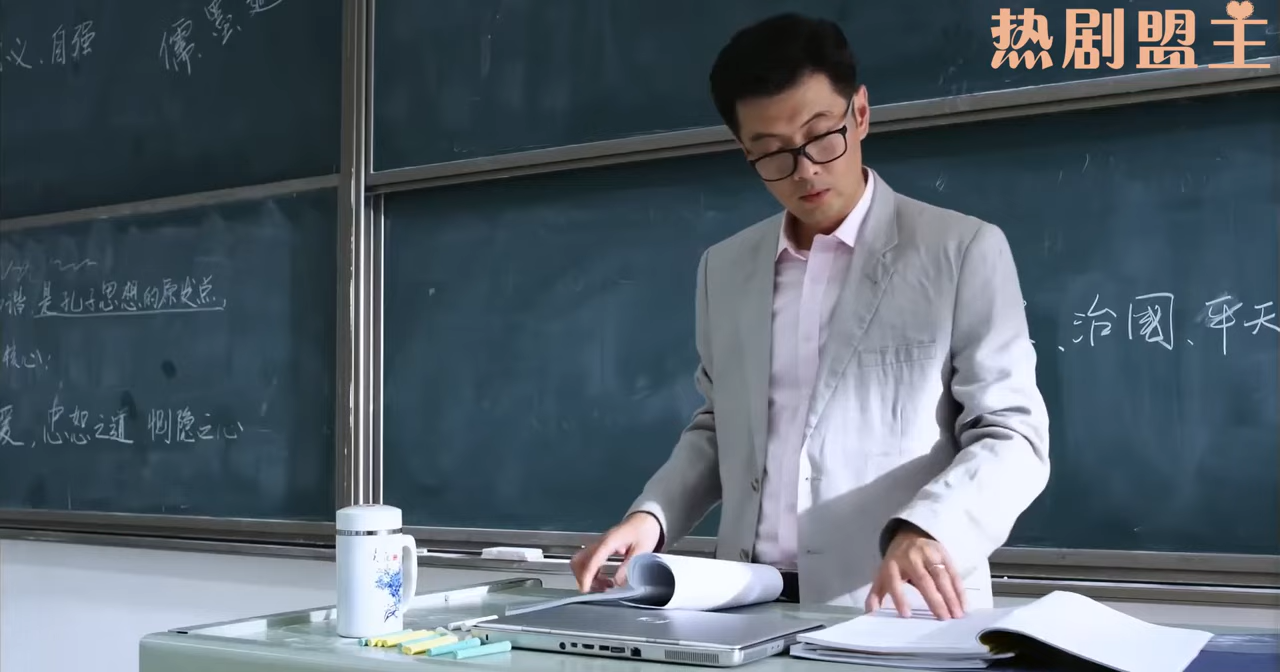 热剧盟主
自强
儒 墨 道
谐,是孔子思想的原发点,
核心:
爱,忠恕之道 恻隐之心
、治国、平天